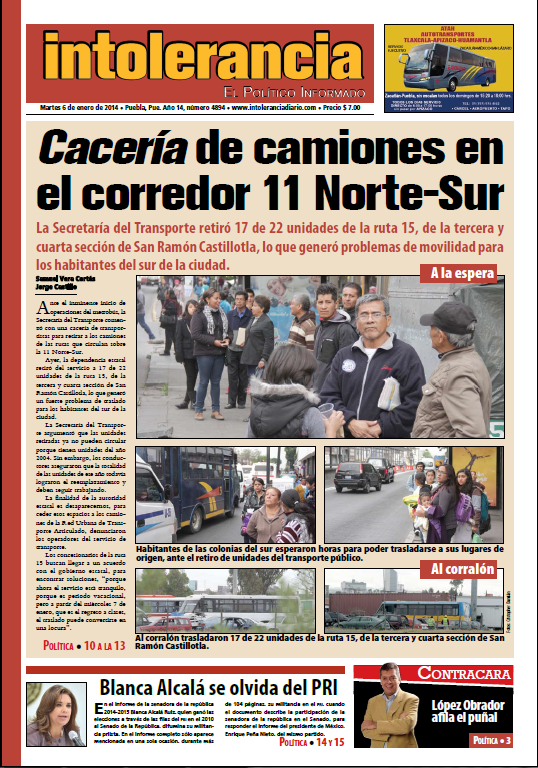 intolerancia
EL POLÍTICO INFORMADO
Martes 6 de enero de 2014 • Puebla, Pue. Año 14, número 4894 • www.intoleranciadiario.com • Precio $ 7.00
ATAH
AUTOTRANSPORTES
TLAXCALA-APIZACO-HUAMANTLA
Cacería de camiones en
el corredor 11 Norte-Sur
La Secretaría del Transporte retiró 17 de 22 unidades de la ruta 15, de la tercera y
cuarta sección de San Ramón Castillotla, lo que generó problemas de movilidad para
los habitantes del sur de la ciudad.
Samuel Vera Cortés
Jorge Castillo
Ante el inminente inicio de
operaciones del metrobús, la
Secretaría del Transporte comen-
zó con una cacería de transpor-
tistas para retirar a los camiones
de las rutas que circulan sobre
la 11 Norte-Sur.
Ayer, la dependencia estatal
retiró del servicio a 17 de 22
unidades de la ruta 15, de la
tercera y cuarta sección de San
Ramón Castillotla, lo que generó
un fuerte problema de traslado
para los habitantes del sur de la
ciudad.
La Secretaría del Transpor-
te argumentó que las unidades
retiradas ya no pueden circular
porque tienen unidades del año
2004. Sin embargo, los conduc-
tores aseguraron que la totalidad
de las unidades de ese año todavía
lograron el reemplazamiento y
deben seguir trabajando.
La finalidad de la autoridad
estatal es desaparecemos, para
ceder esos espacios a los camio-
nes de la Red Urbana de Trans-
porte Articulado, denunciaron
los operadores del servicio de
transporte.
Los concesionarios de la ruta
15 buscan llegar a un acuerdo
con el gobierno estatal, para
encontrar soluciones, “porque
ahora el servicio está tranquilo,
porque es periodo vacacional,
pero a partir del miércoles 7 de
enero, que es el regreso a clases,
el traslado puede convertirse en
una locura”.
POLÍTICA • 10 A LA 13
A la espera
Habitantes de las colonias del sur esperaron horas para poder trasladarse a sus lugares de
origen, ante el retiro de unidades del transporte público.
Al corralón
Al corralón trasladaron 17 de 22 unidades de la ruta 15, de la tercera y cuarta sección de San
Ramón Castillotla.
Blanca Alcalá se olvida del PRI
En el informe de la senadora de la república
2014-2015 Blanca Alcalá Ruiz, quien ganó las
elecciones a través de las filas del PRI en 2010
al Senado de la República, difumina su militan-
cia priista. En el informe completo sólo aparece
mencionada en una sola ocasión, durante más
de 104 páginas, su militancia en el PRI, cuando
el documento describe la participación de la
senadora de la república en el Senado, para
responder al informe del presidente de México,
Enrique Peña Nieto, del mismo partido.
POLÍTICA • 14 Y 15
CONTRACARA
López Obrador
afila el puñal
POLÍTICA • 3